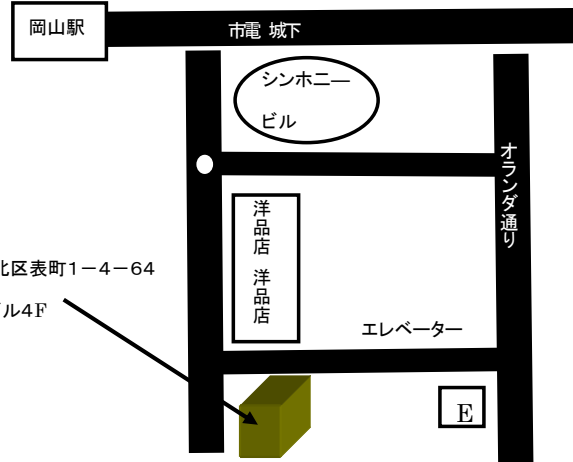 岡山駅
市電 城下
シンホニー
ビル
オランダ通り
洋品店
洋品店
北区表町1－4－64
ル4F
エレベーター
E